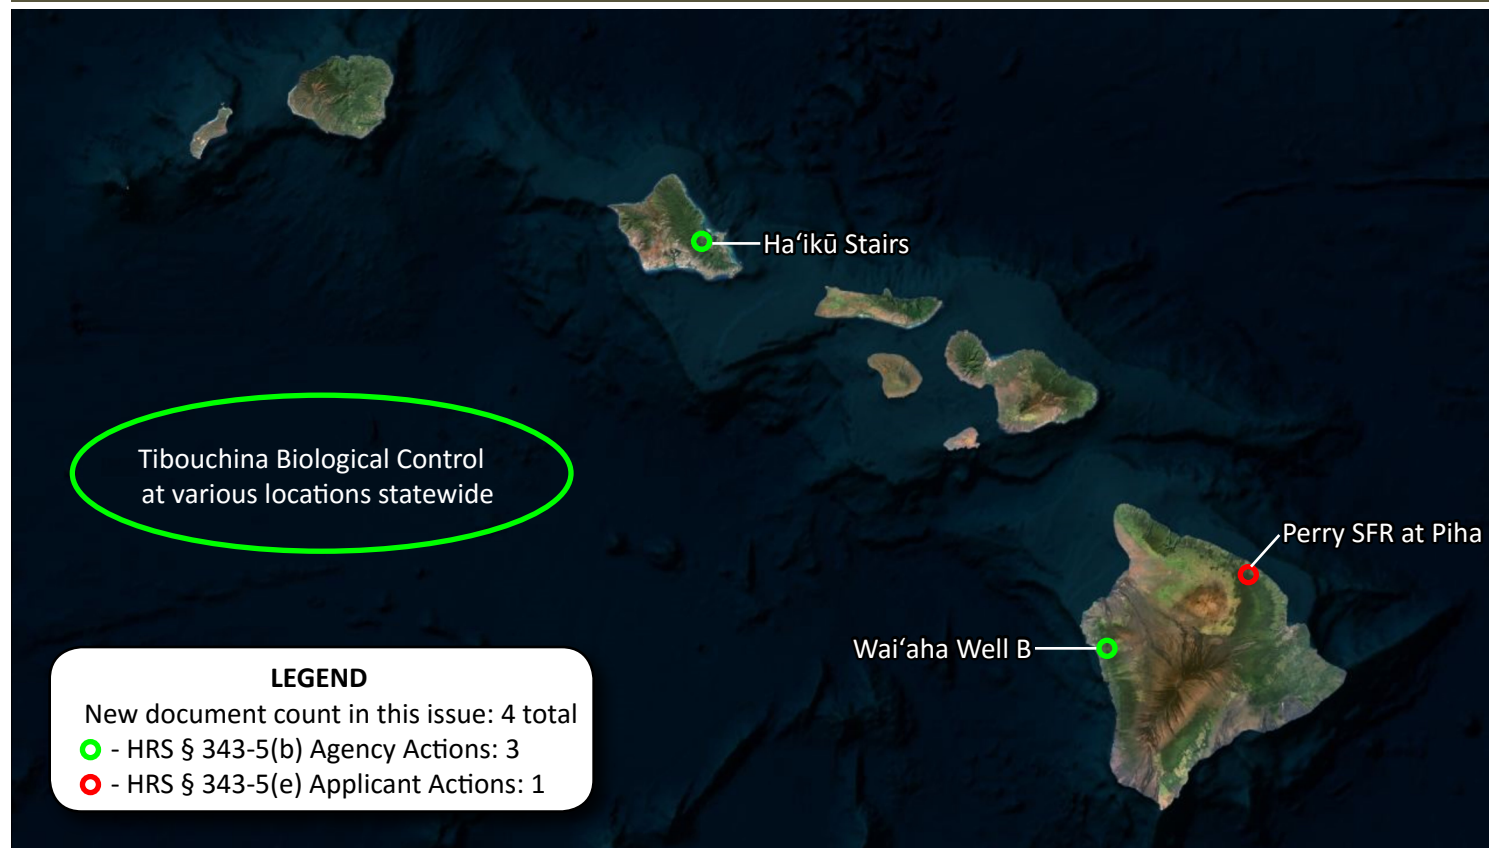 Haʻikū Stairs
Tibouchina Biological Control
at various locations statewide
Perry SFR at Piha
Waiʻaha Well B
LEGEND
New document count in this issue: 4 total
- HRS § 343-5(b) Agency Actions: 3
- HRS § 343-5(e) Applicant Actions: 1